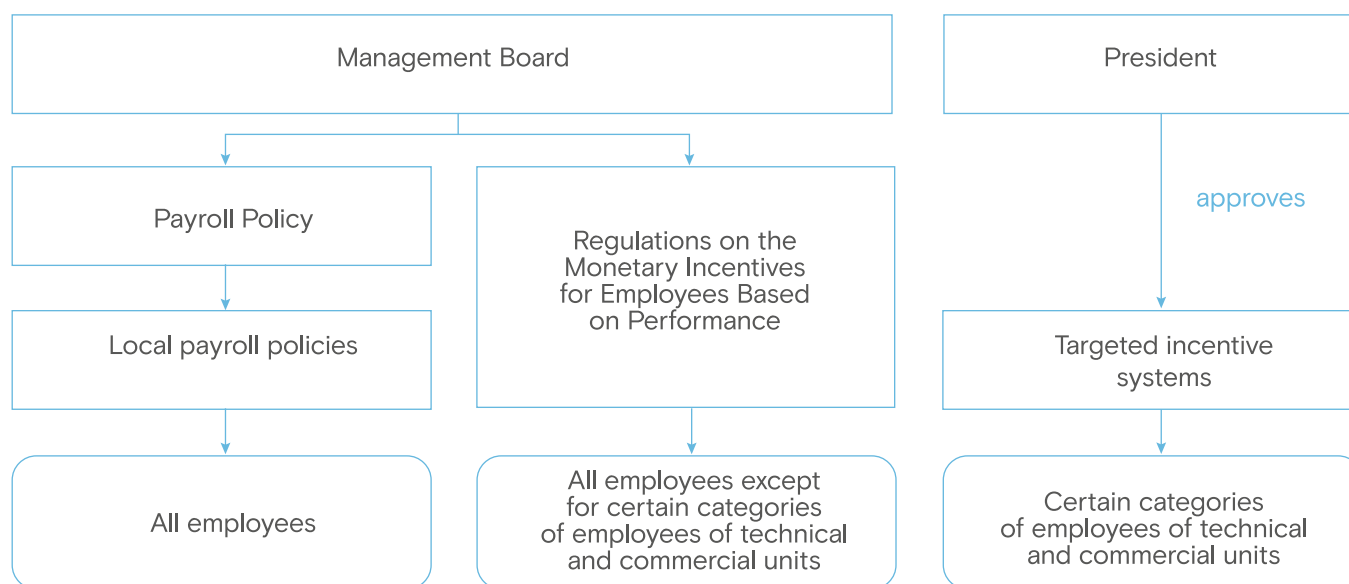 Management Board
President
approves
Payroll Policy
Regulations on the
Monetary Incentives
for Employees Based
on Performance
Local payroll policies
Targeted incentive
systems
All employees
All employees except
for certain categories
of employees of technical
and commercial units
Certain categories
of employees of technical
and commercial units